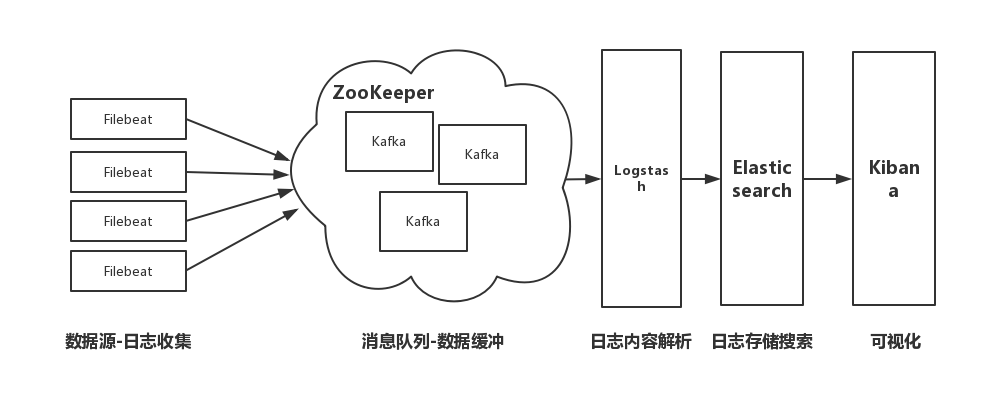 Filebeat
Filebeat
Filebeat
Filebeat
ZooKeeper
Kafka
Kafka
Kafka
Logstas
h
Elastic
search
Kiban
a
数据源-日志收集
消息队列-数据缓冲
日志内容解析
日志存储搜索
可视化